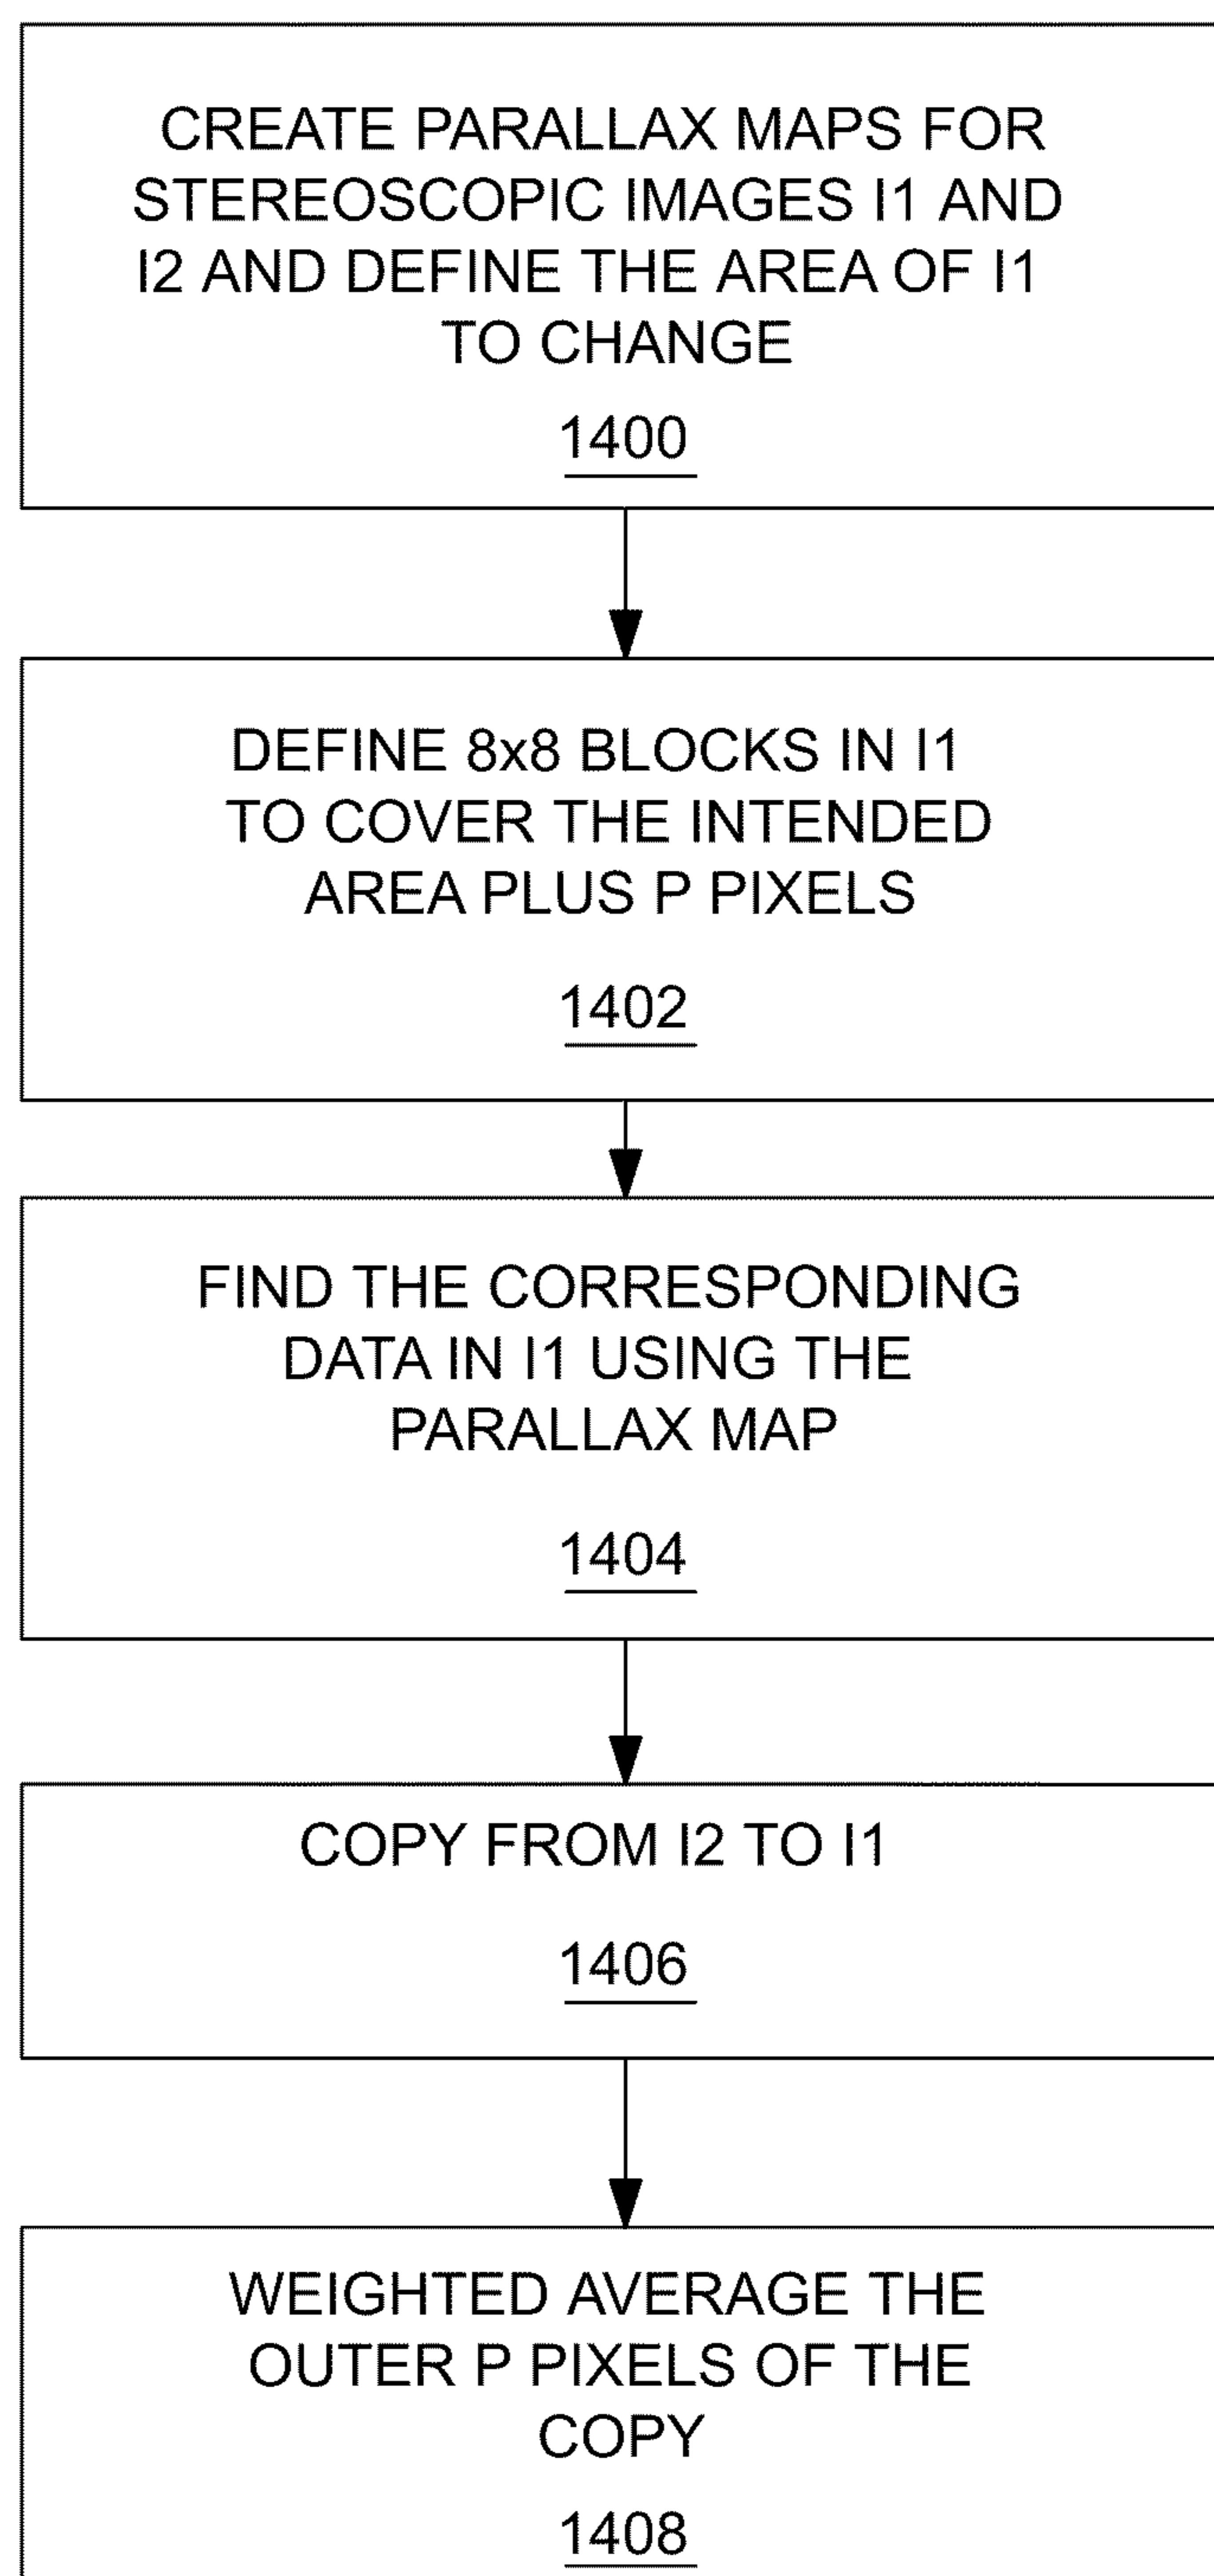 CREATE PARALLAX MAPS FOR
STEREOSCOPIC IMAGES I1 AND
I2 AND DEFINE THE AREA OF I1
TO CHANGE
1400
DEFINE 8x8 BLOCKS IN I1
TO COVER THE INTENDED
AREA PLUS P PIXELS
1402
FIND THE CORRESPONDING
DATA IN I1 USING THE
PARALLAX MAP
1404
COPY FROM I2 TO I1
1406
WEIGHTED AVERAGE THE
OUTER P PIXELS OF THE
COPY
1408